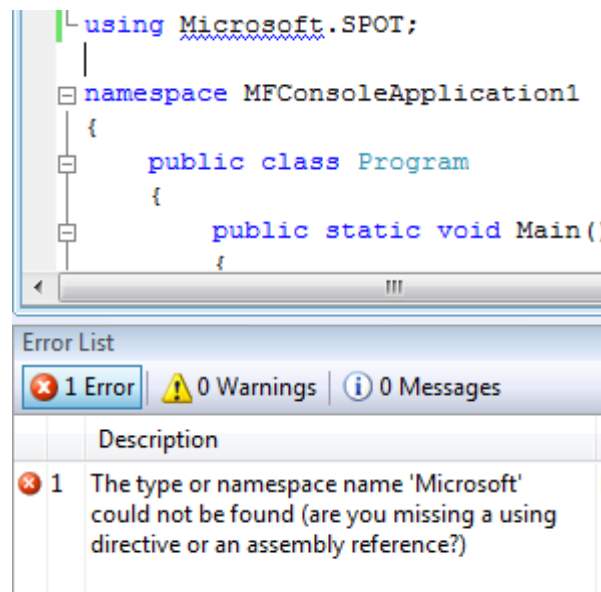 using Microsoft.SPOT;
namespace MFConsoleApplication1
{
public class Program
{
public static void Main()
{
Error List
1 Error
0 Warnings
0 Messages
Description
1 The type or namespace name 'Microsoft'
could not be found (are you missing a using
directive or an assembly reference?)